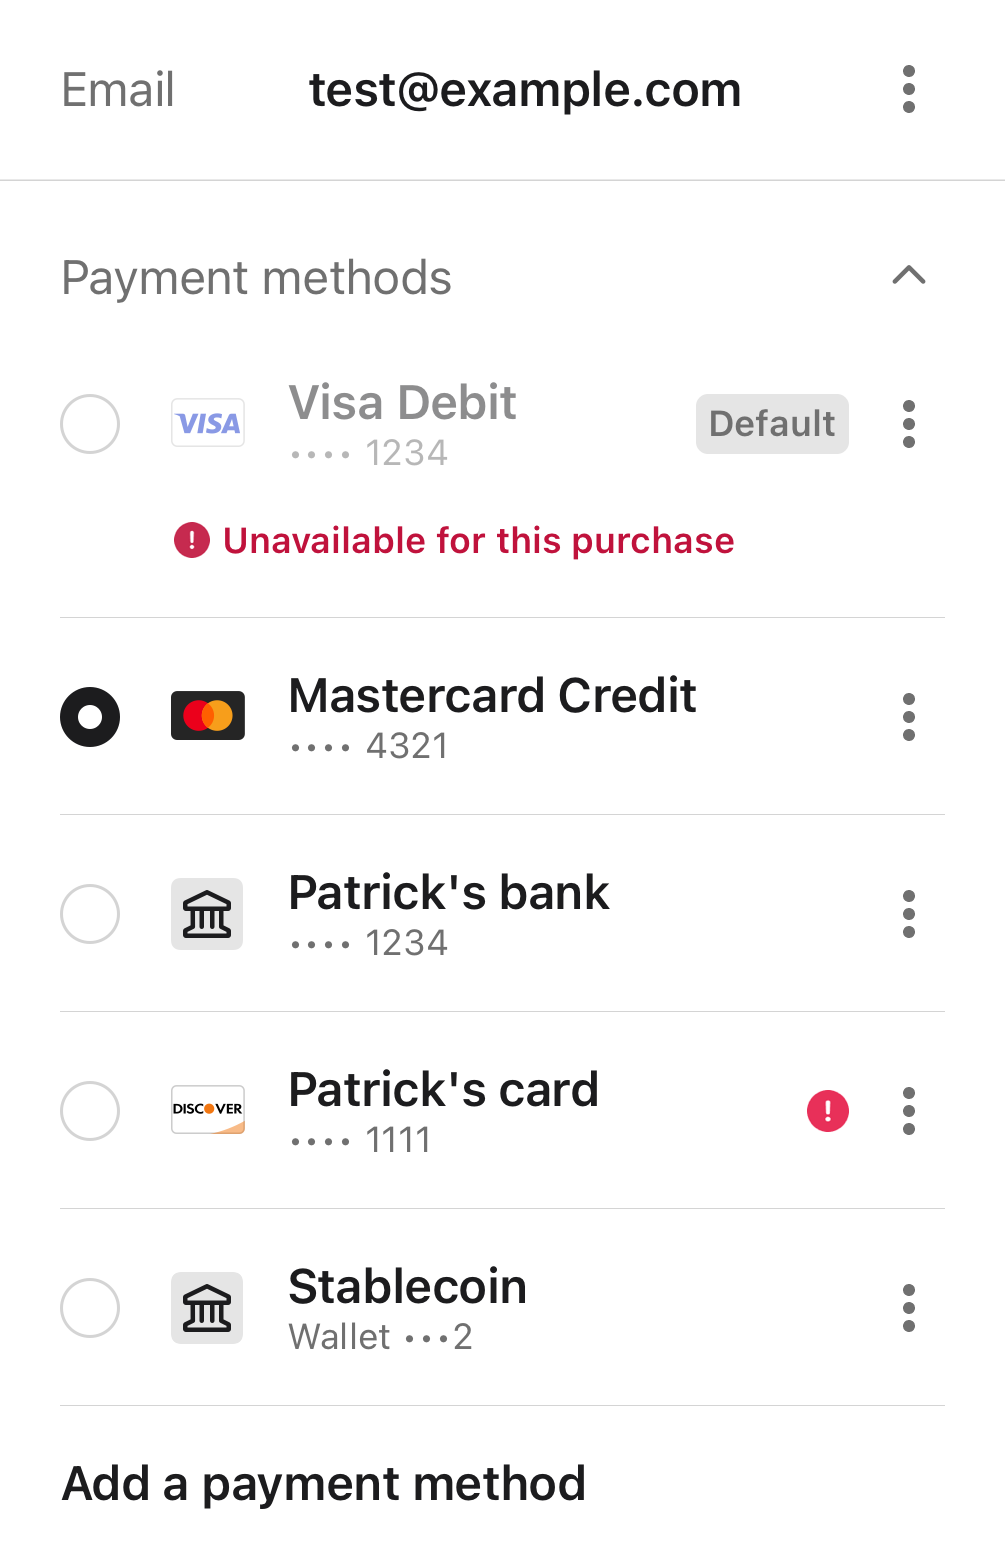 Email test@example.com
Payment methods
VISA Visa Debit Default
•••• 1234
! Unavailable for this purchase
Mastercard Credit
•••• 4321
Patrick's bank
•••• 1234
DISCOVER Patrick's card !
•••• 1111
Stablecoin
Wallet •••2
Add a payment method